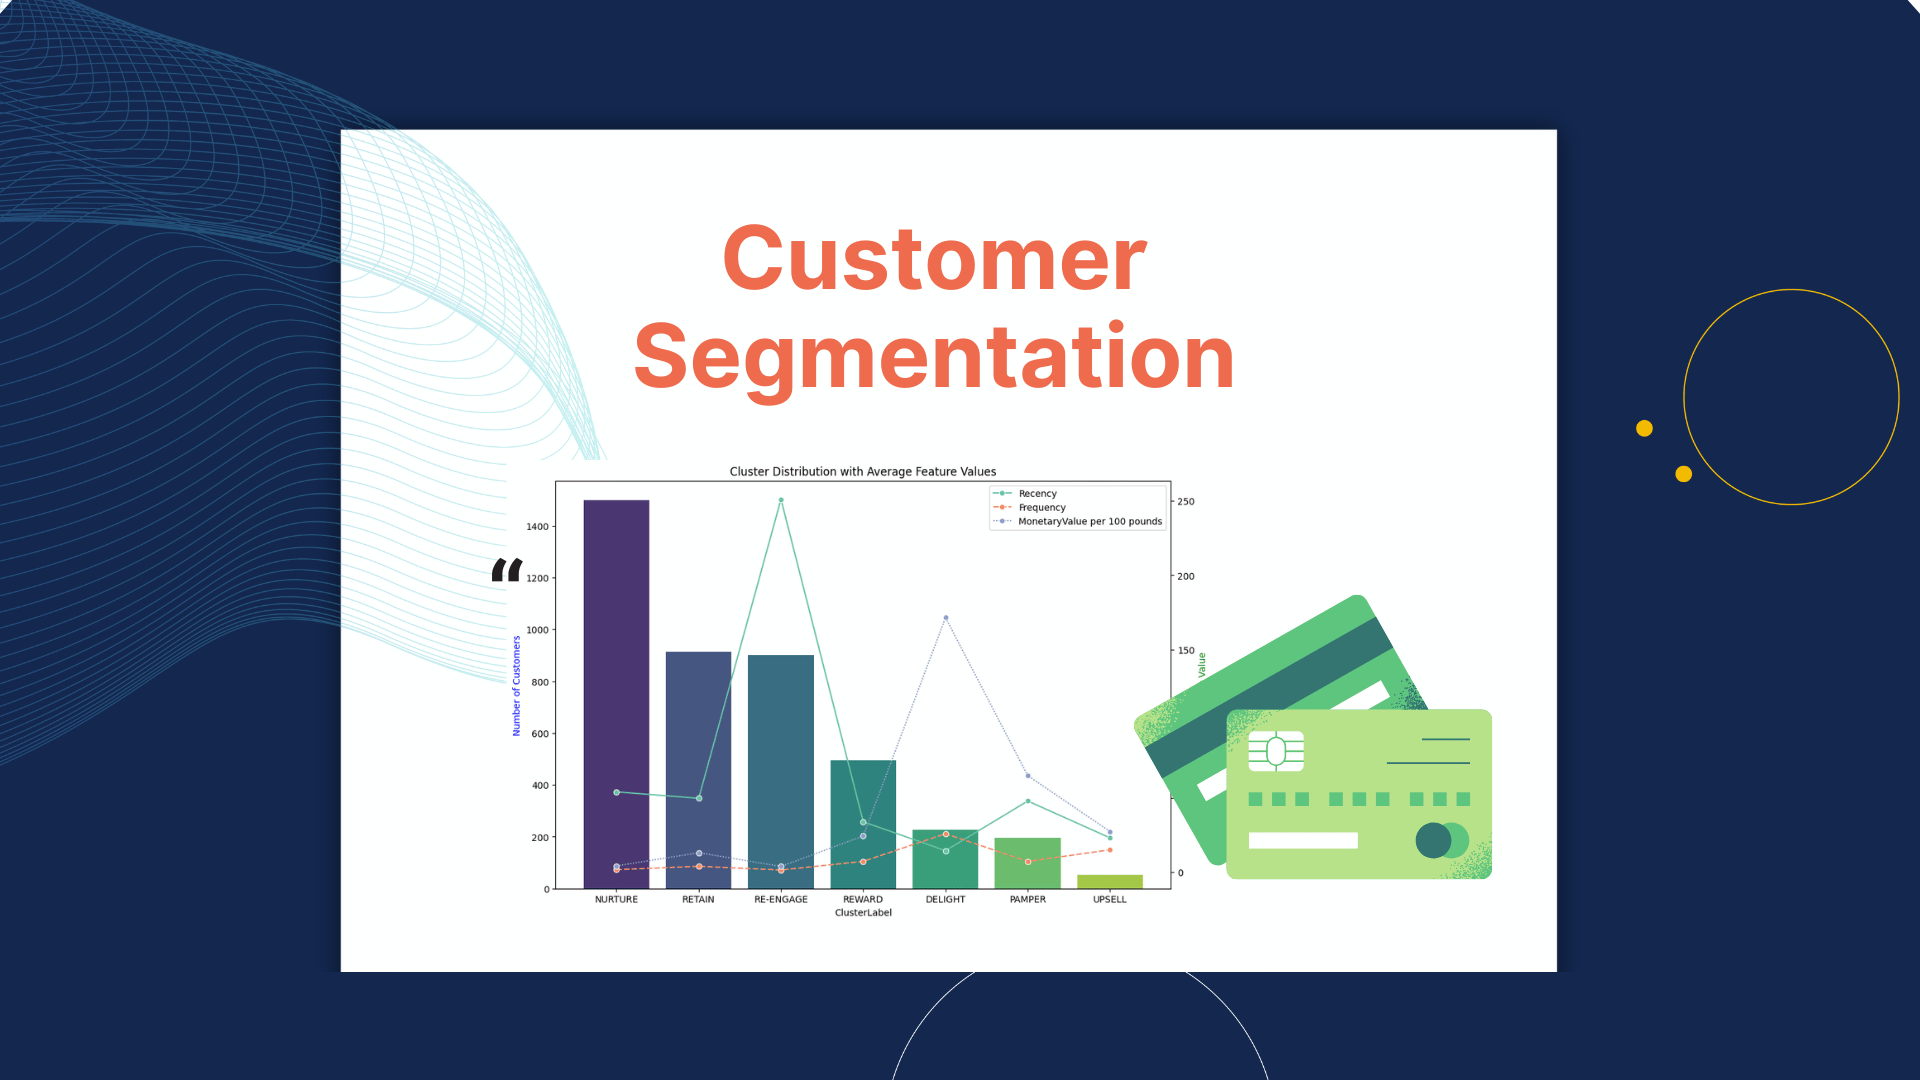 Customer
Segmentation
Cluster Distribution with Average Feature Values
Recency
Frequency
MonetaryValue per 100 pounds
“
1400
1200
1000
800
600
400
200
0
Number of Customers
250
200
150
0
Value
NURTURE RETAIN RE-ENGAGE REWARD DELIGHT PAMPER UPSELL
ClusterLabel